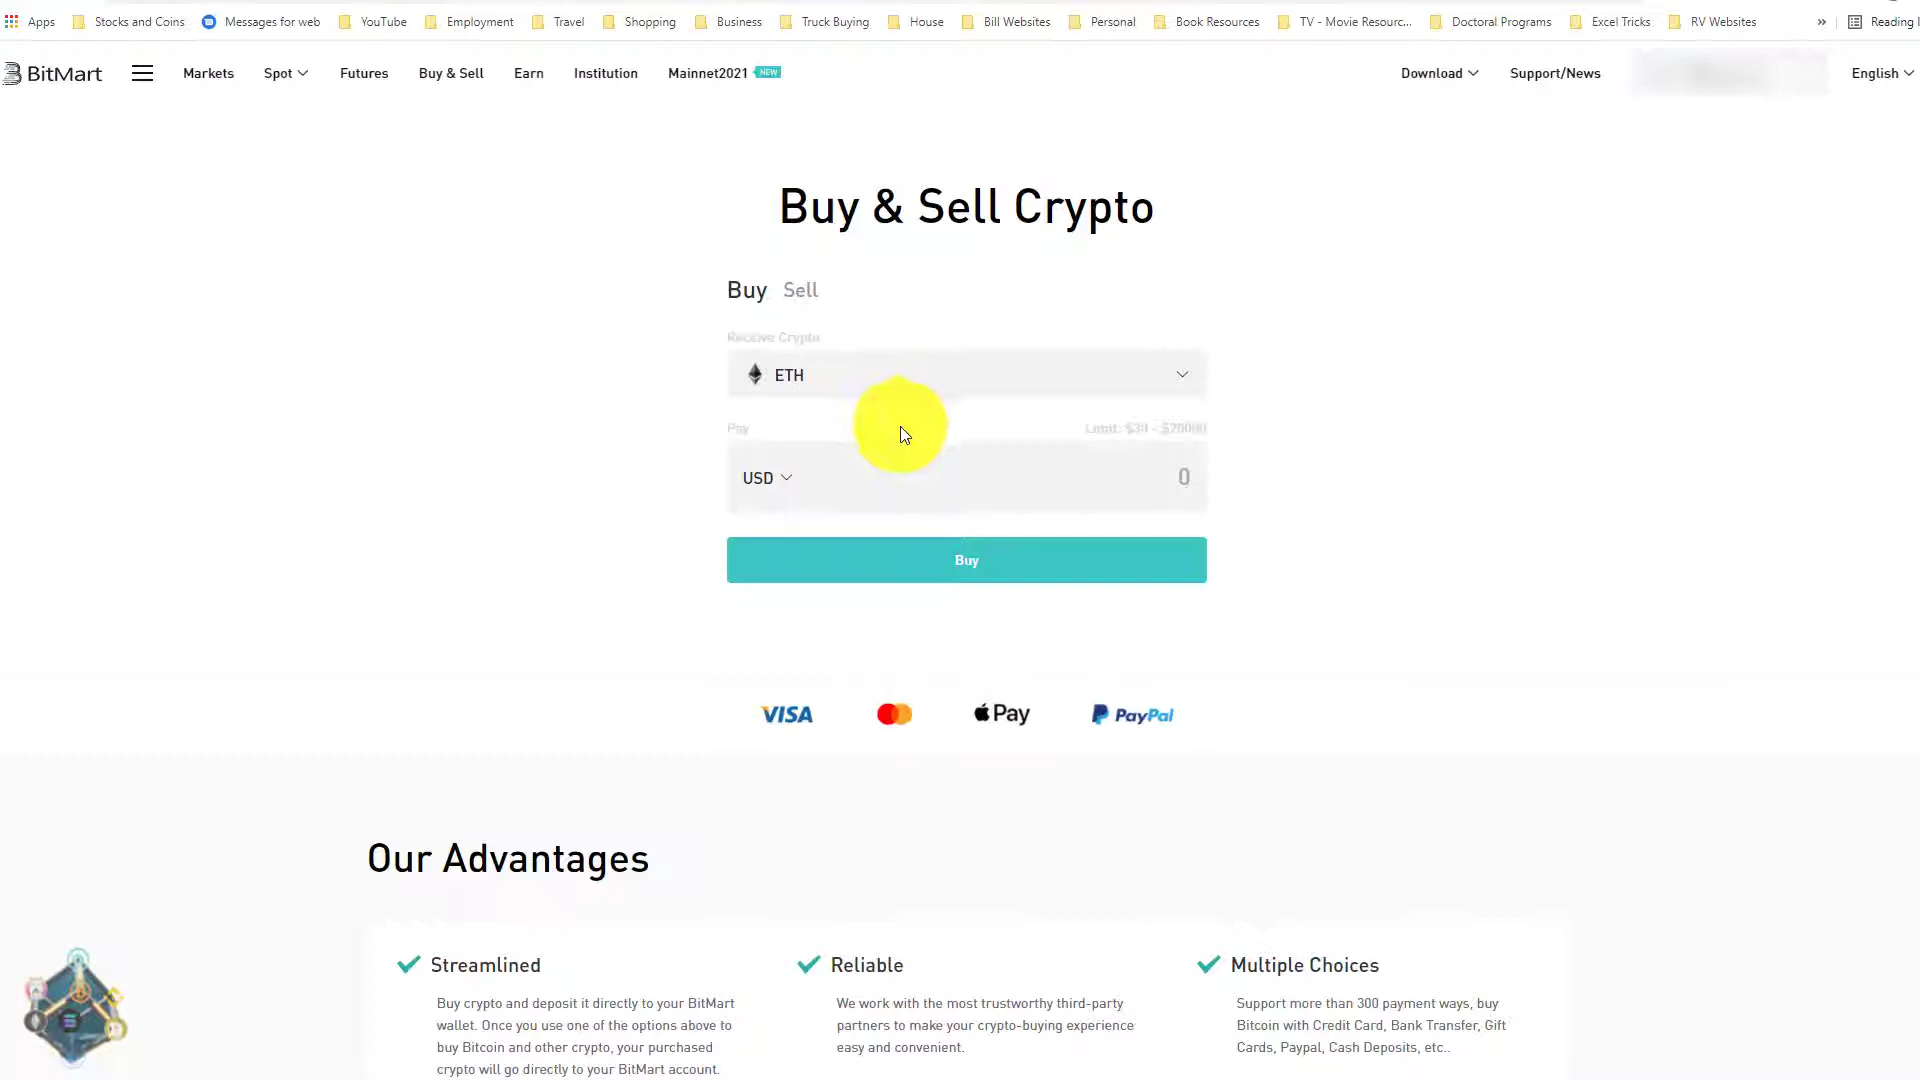 Apps Stocks and Coins Messages for web YouTube Employment Travel Shopping Business Truck Buying House Bill Websites Personal Book Resources TV - Movie Resourc... Doctoral Programs Excel Tricks RV Websites » Reading
BitMart Markets Spot Futures Buy & Sell Earn Institution Mainnet2021 NEW Download Support/News English
Buy & Sell Crypto
Buy Sell
Receive Crypto
ETH
Pay Limit:
USD 0
Buy
VISA Pay PayPal
Our Advantages
Streamlined Reliable Multiple Choices
Buy crypto and deposit it directly to your BitMart We work with the most trustworthy third-party Support more than 300 payment ways, buy
wallet. Once you use one of the options above to partners to make your crypto-buying experience Bitcoin with Credit Card, Bank Transfer, Gift
buy Bitcoin and other crypto, your purchased easy and convenient. Cards, Paypal, Cash Deposits, etc..
crypto will go directly to your BitMart account.